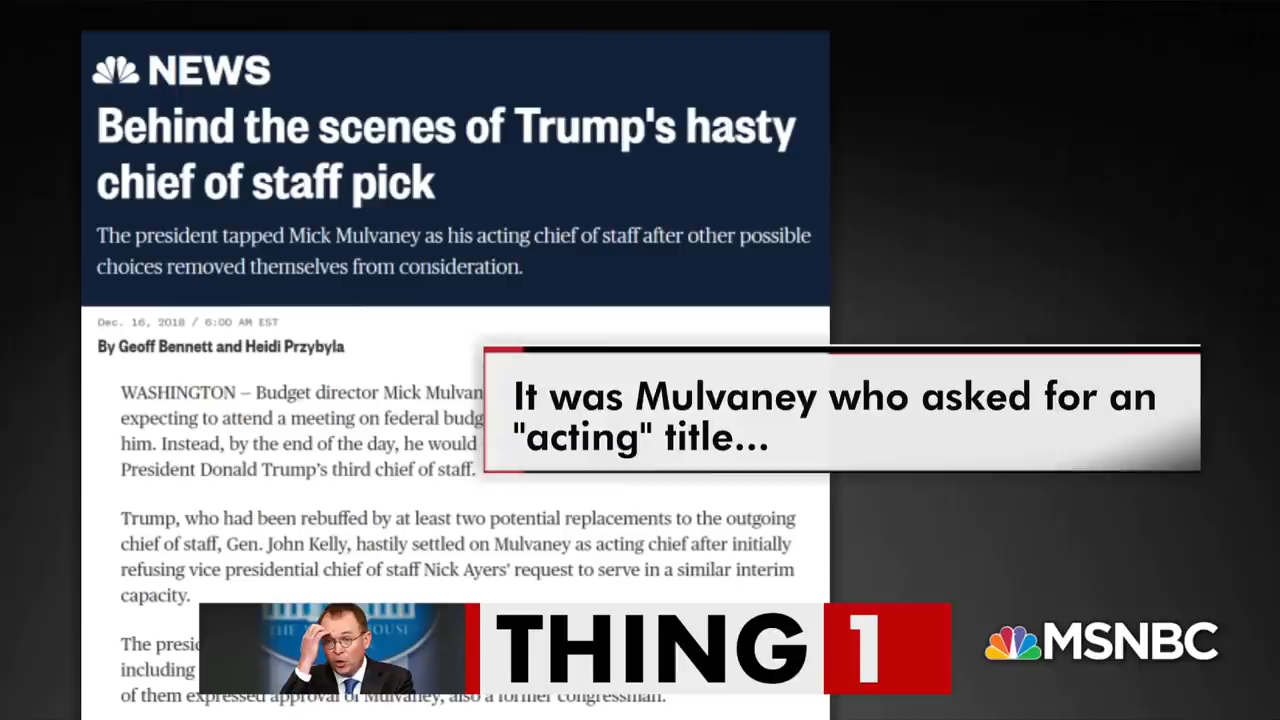 NEWS
Behind the scenes of Trump's hasty
chief of staff pick
The president tapped Mick Mulvaney as his acting chief of staff after other possible
choices removed themselves from consideration.
Dec. 16, 2018 / 6:00 AM EST
By Geoff Bennett and Heidi Przybyla
WASHINGTON — Budget director Mick Mulvan
expecting to attend a meeting on federal budg
him. Instead, by the end of the day, he would
President Donald Trump's third chief of staff.
It was Mulvaney who asked for an
"acting" title...
Trump, who had been rebuffed by at least two potential replacements to the outgoing
chief of staff, Gen. John Kelly, hastily settled on Mulvaney as acting chief after initially
refusing vice presidential chief of staff Nick Ayers' request to serve in a similar interim
capacity.
The presi
including
of them expressed approval of Mulvaney, also a former congressman.
THE
HOUSE
THING 1
MSNBC